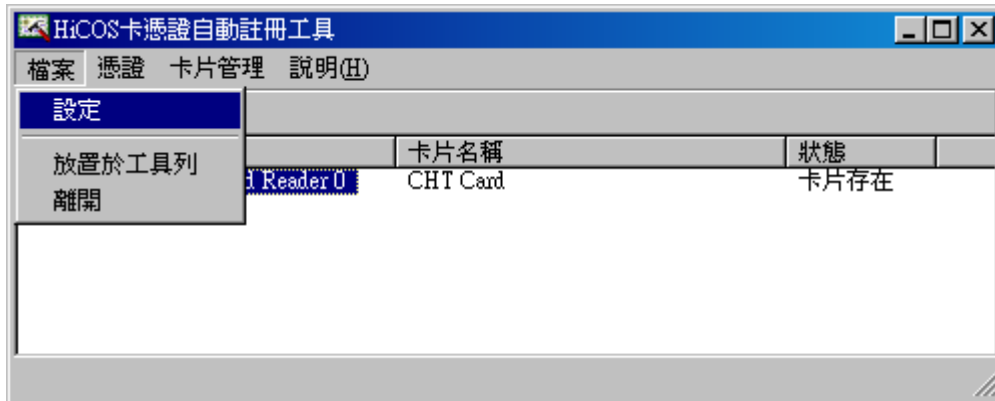 HiCOS卡憑證自動註冊工具
檔案 憑證 卡片管理 說明(H)
設定
放置於工具列
離開
卡片名稱 狀態
Reader 0 CHT Card 卡片存在